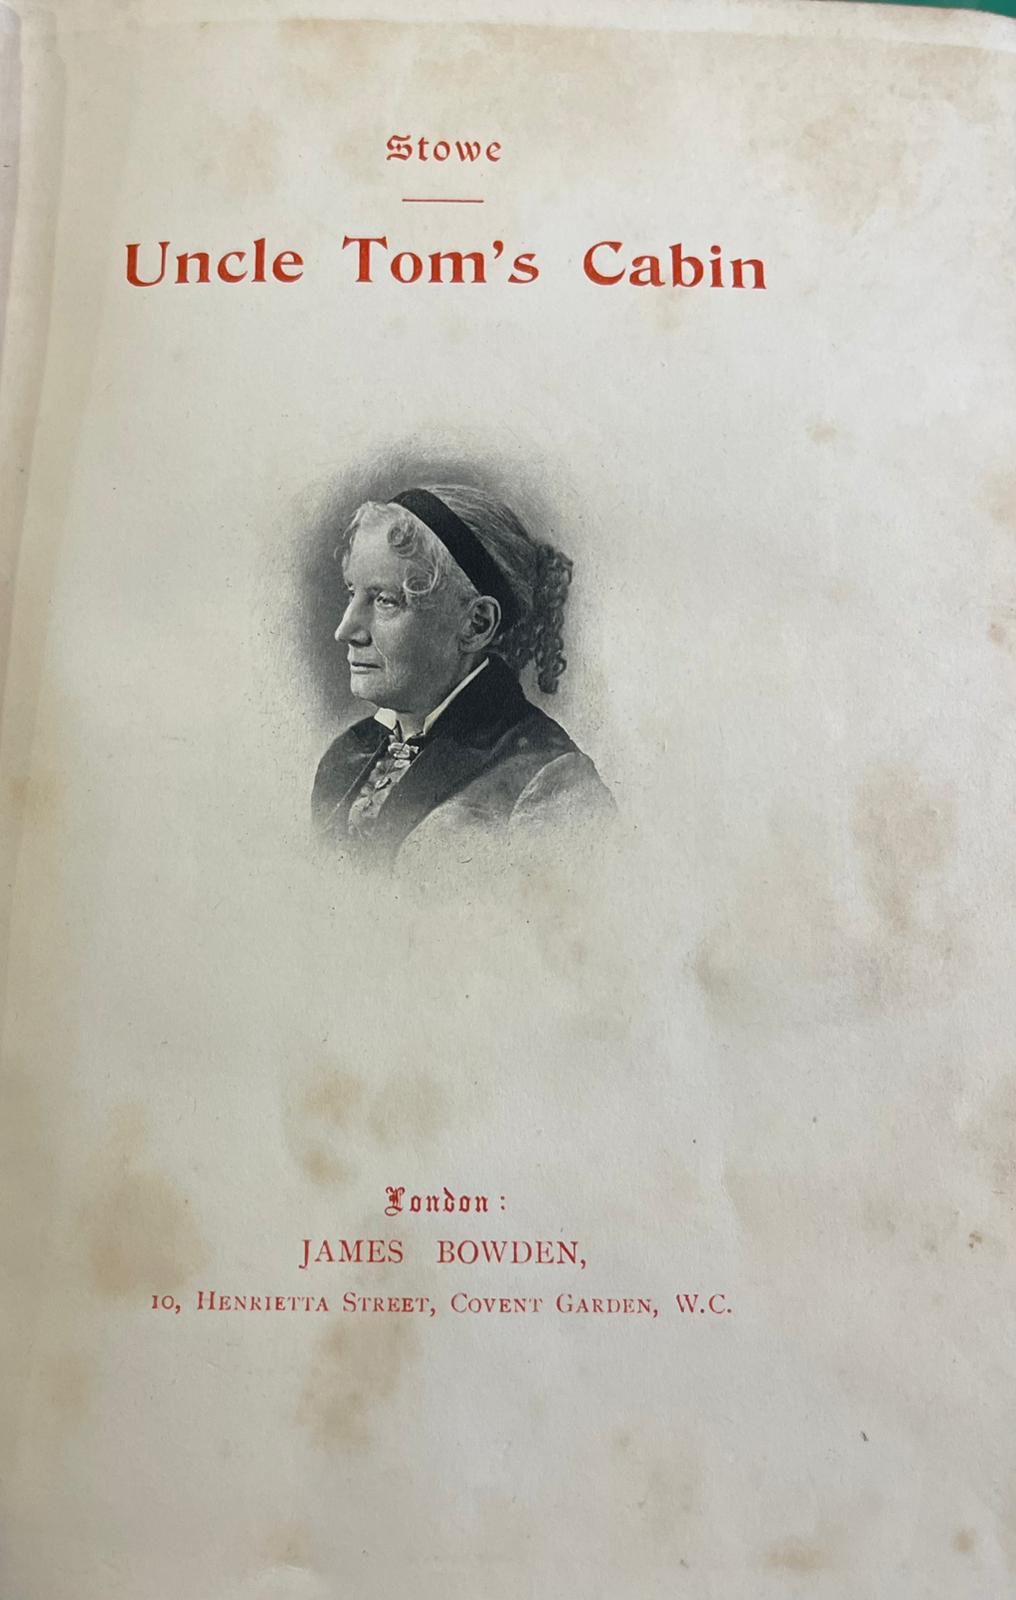 Stowe
Uncle Tom's Cabin
London:
JAMES BOWDEN,
10, HENRIETTA STREET, COVENT GARDEN, W.C.